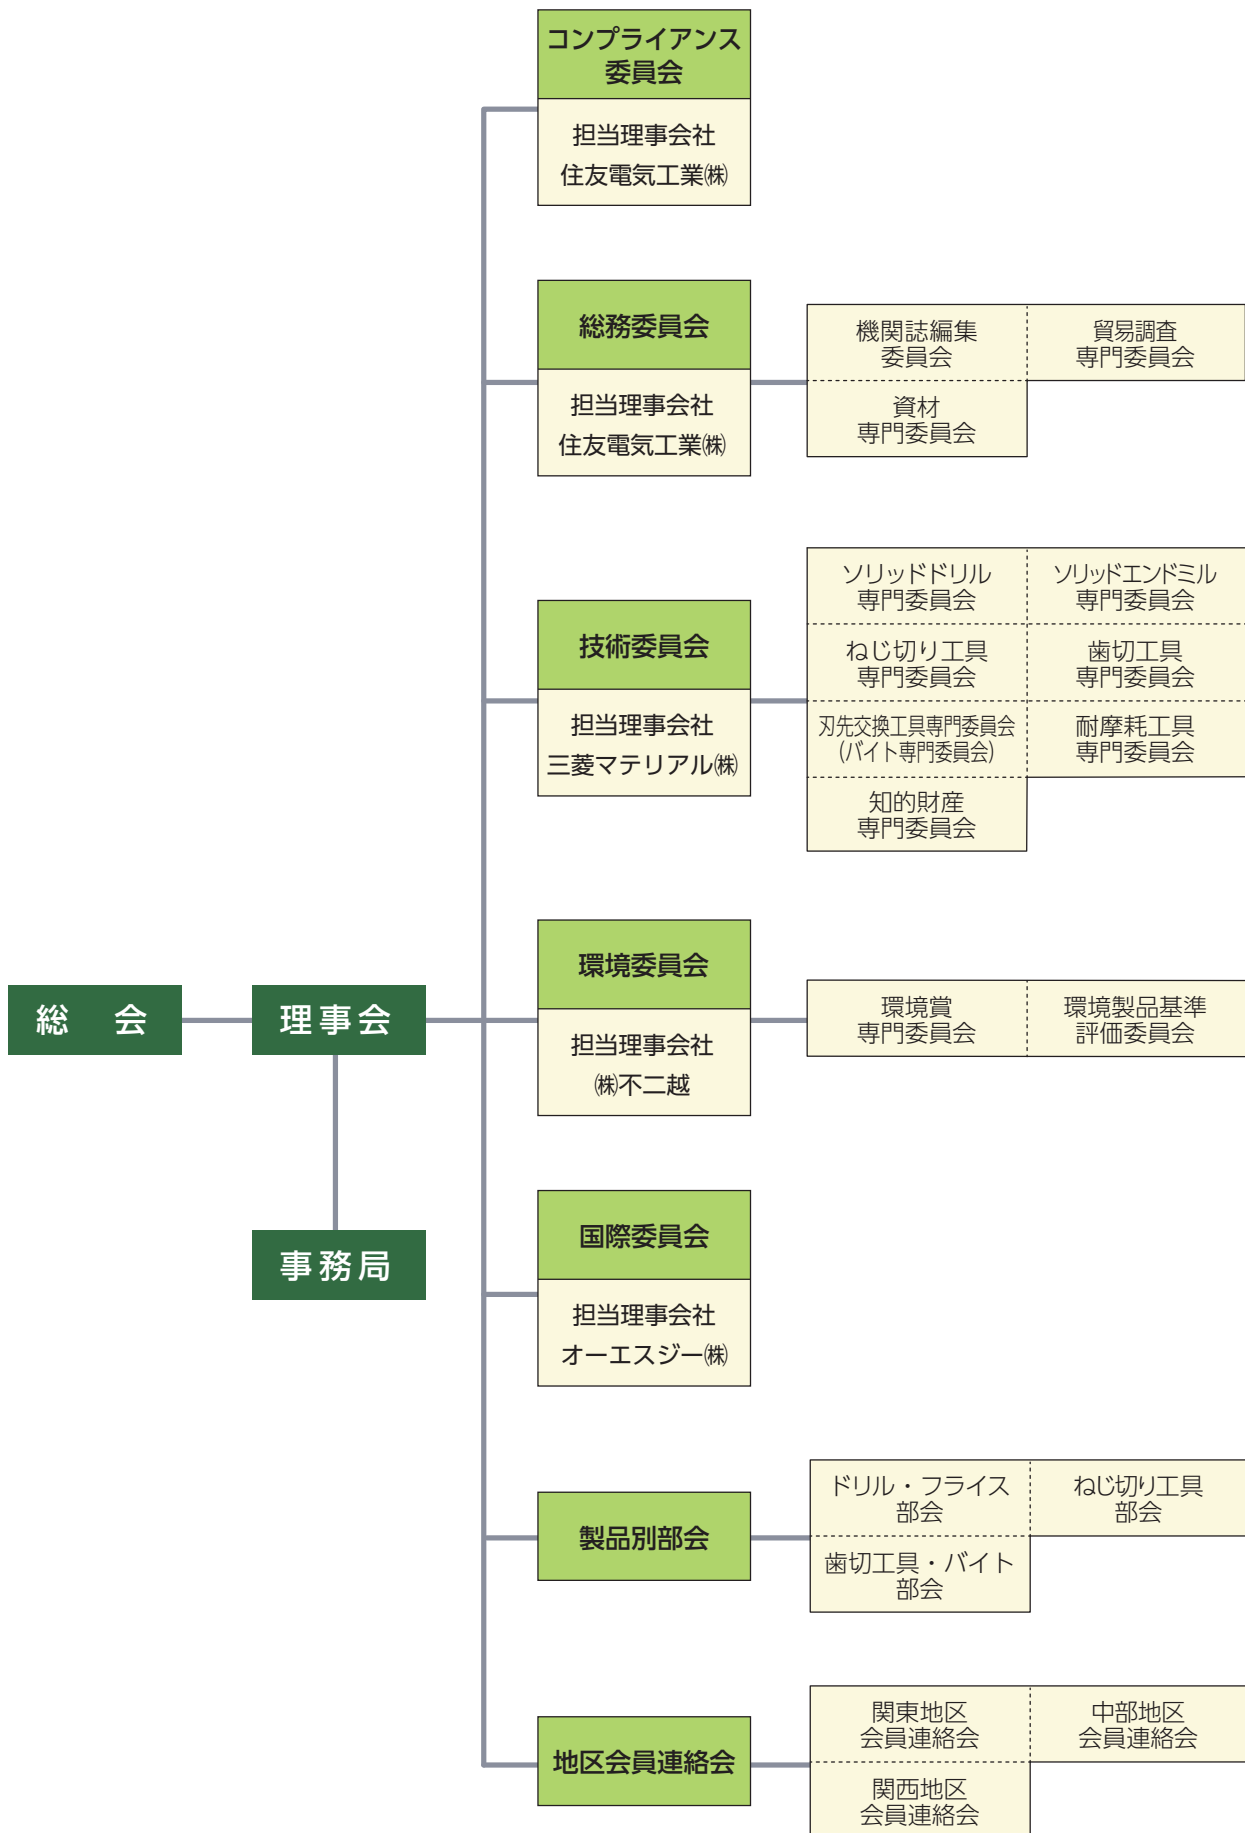 コンプライアンス
委員会
担当理事会社
住友電気工業㈱
総務委員会
担当理事会社
住友電気工業㈱
機関誌編集
委員会
貿易調査
専門委員会
資材
専門委員会
技術委員会
担当理事会社
三菱マテリアル㈱
ソリッドドリル
専門委員会
ソリッドエンドミル
専門委員会
ねじ切り工具
専門委員会
歯切工具
専門委員会
刃先交換工具専門委員会
(バイト専門委員会)
耐摩耗工具
専門委員会
知的財産
専門委員会
総　会
理事会
事務局
環境委員会
担当理事会社
㈱不二越
環境賞
専門委員会
環境製品基準
評価委員会
国際委員会
担当理事会社
オーエスジー㈱
製品別部会
ドリル・フライス
部会
ねじ切り工具
部会
歯切工具・バイト
部会
地区会員連絡会
関東地区
会員連絡会
中部地区
会員連絡会
関西地区
会員連絡会